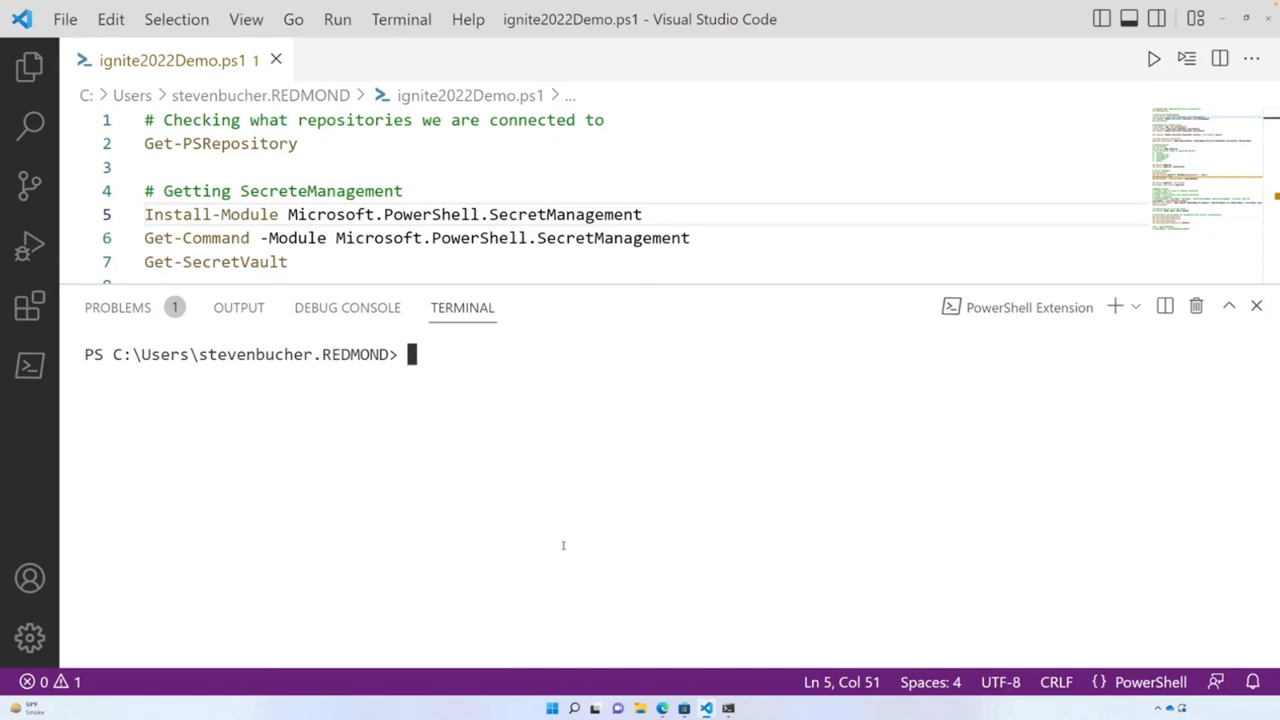 File Edit Selection View Go Run Terminal Help ignite2022Demo.ps1 - Visual Studio Code
ignite2022Demo.ps1 1
C: > Users > stevenbucher.REDMOND > ignite2022Demo.ps1 > ...
1 # Checking what repositories we are connected to
2 Get-PSRepository
3
4 # Getting SecreteManagement
5 Install-Module Microsoft.PowerShell.SecretManagement
6 Get-Command -Module Microsoft.PowerShell.SecretManagement
7 Get-SecretVault
PROBLEMS 1 OUTPUT DEBUG CONSOLE TERMINAL PowerShell Extension
PS C:\Users\stevenbucher.REDMOND>
0 1 Ln 5, Col 51 Spaces: 4 UTF-8 CRLF {} PowerShell
59°F
Smoke